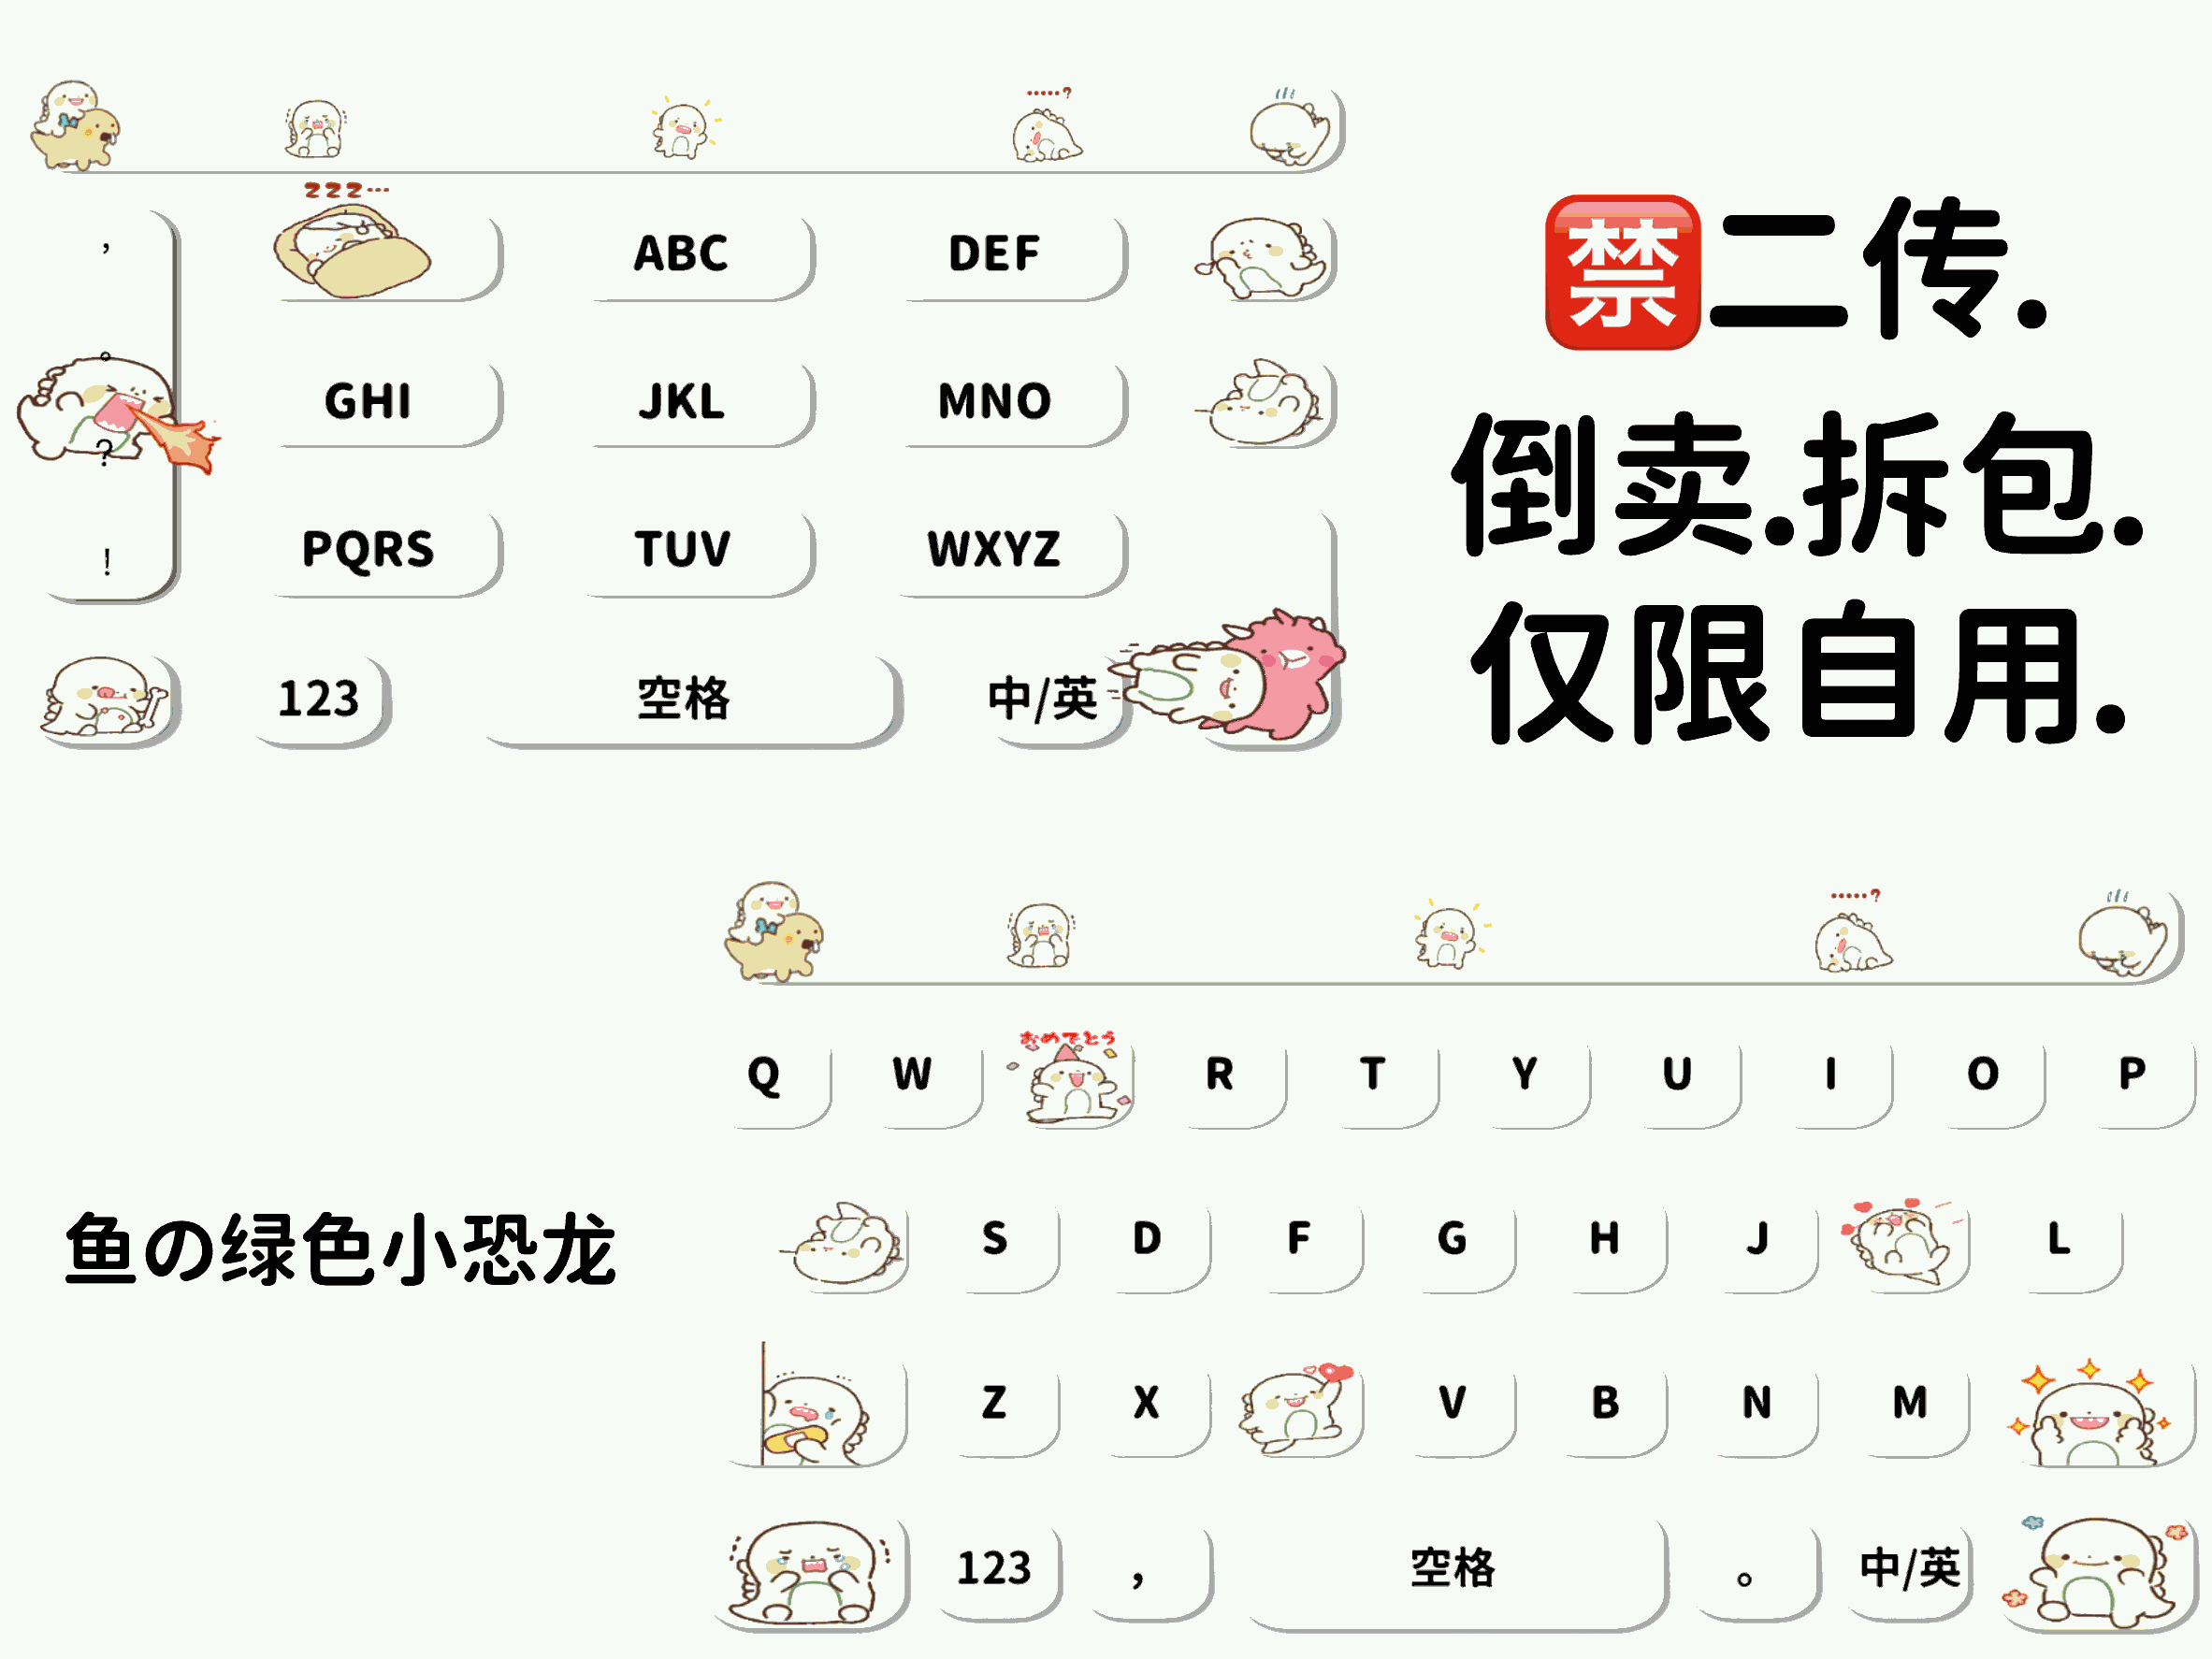 ·····?
zzz···
, ABC DEF
。
GHI JKL MNO
?
PQRS TUV WXYZ
!
123 空格 中/英
禁二传.
倒卖.拆包.
仅限自用.
·····?
おめでとう
Q W R T Y U I O P
鱼の绿色小恐龙
S D F G H J L
Z X V B N M
123 , 空格 。 中/英